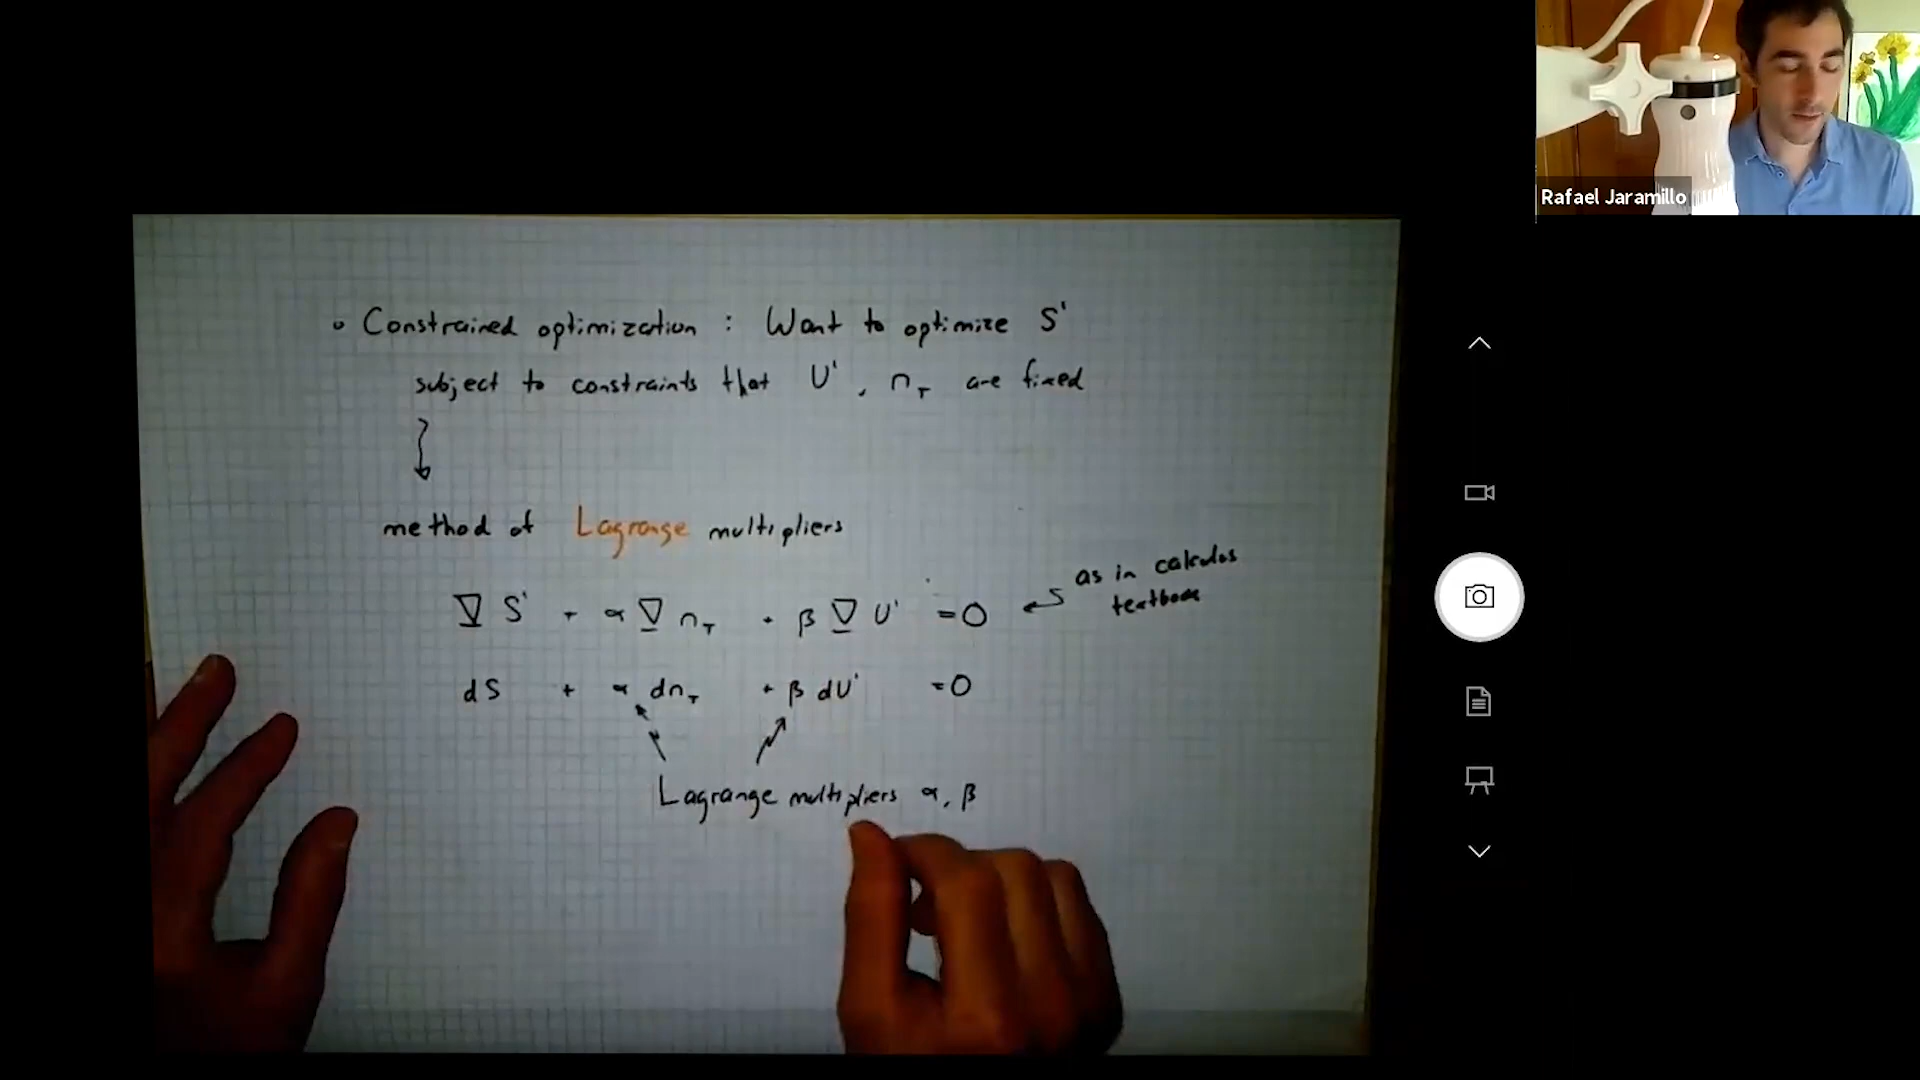 Rafael Jaramillo
• Constrained optimization : Want to optimize S'
subject to constraints that U' , n_T are fixed
method of Lagrange multipliers
∇ S' + α ∇ n_T + β ∇ U' = 0
as in calculus
textbook
dS + α dn_T + β dU' = 0
Lagrange multipliers α, β